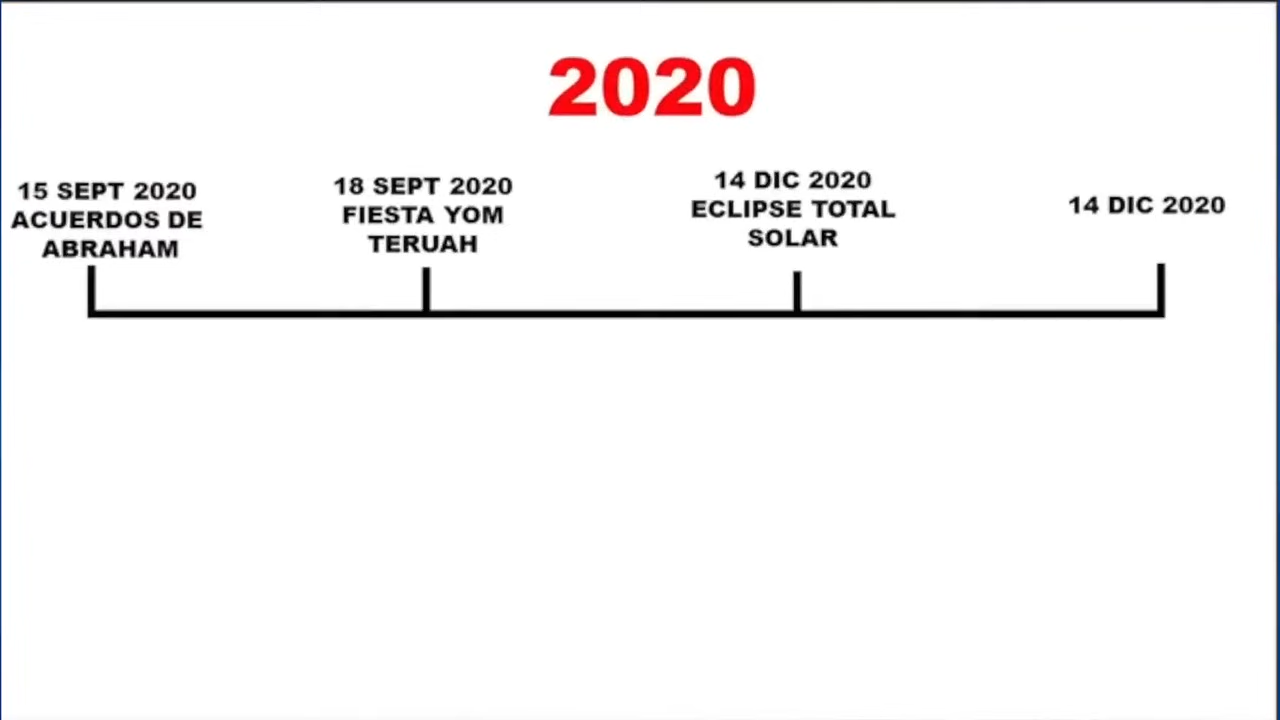 2020
15 SEPT 2020
ACUERDOS DE
ABRAHAM
18 SEPT 2020
FIESTA YOM
TERUAH
14 DIC 2020
ECLIPSE TOTAL
SOLAR
14 DIC 2020